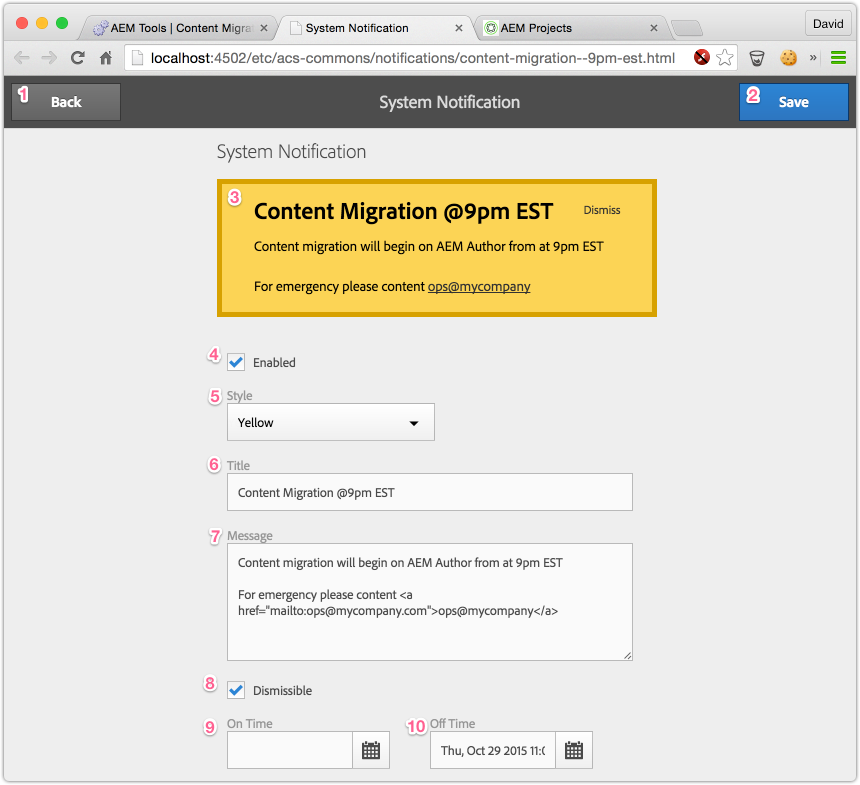 AEM Tools | Content Migrat
System Notification
AEM Projects
David
localhost:4502/etc/acs-commons/notifications/content-migration--9pm-est.html
»
1 Back
System Notification
2 Save
System Notification
3
Content Migration @9pm EST
Dismiss
Content migration will begin on AEM Author from at 9pm EST
For emergency please content ops@mycompany
4 Enabled
5 Style
Yellow
6 Title
Content Migration @9pm EST
7 Message
Content migration will begin on AEM Author from at 9pm EST
For emergency please content <a
href="mailto:ops@mycompany.com">ops@mycompany</a>
8 Dismissible
9 On Time
10 Off Time
Thu, Oct 29 2015 11: